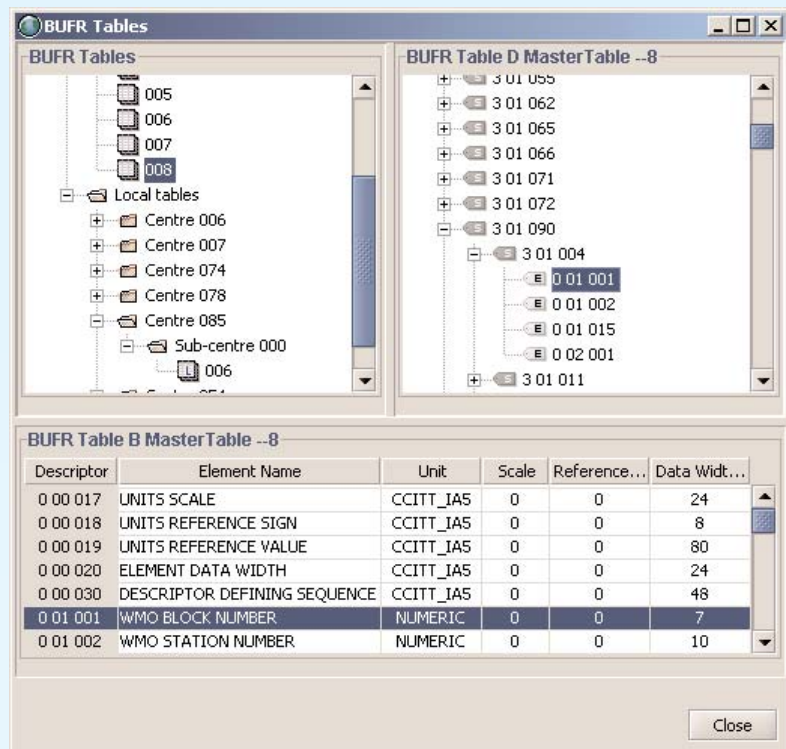 BUFR Tables
BUFR Tables
005
006
007
008
Local tables
Centre 006
Centre 007
Centre 074
Centre 078
Centre 085
Sub-centre 000
L 006
BUFR Table D MasterTable --8
S 3 01 055
S 3 01 062
S 3 01 065
S 3 01 066
S 3 01 071
S 3 01 072
S 3 01 090
S 3 01 004
E 0 01 001
E 0 01 002
E 0 01 015
E 0 02 001
S 3 01 011
BUFR Table B MasterTable --8
Descriptor Element Name Unit Scale Reference... Data Widt...
0 00 017 UNITS SCALE CCITT_IA5 0 0 24
0 00 018 UNITS REFERENCE SIGN CCITT_IA5 0 0 8
0 00 019 UNITS REFERENCE VALUE CCITT_IA5 0 0 80
0 00 020 ELEMENT DATA WIDTH CCITT_IA5 0 0 24
0 00 030 DESCRIPTOR DEFINING SEQUENCE CCITT_IA5 0 0 48
0 01 001 WMO BLOCK NUMBER NUMERIC 0 0 7
0 01 002 WMO STATION NUMBER NUMERIC 0 0 10
Close